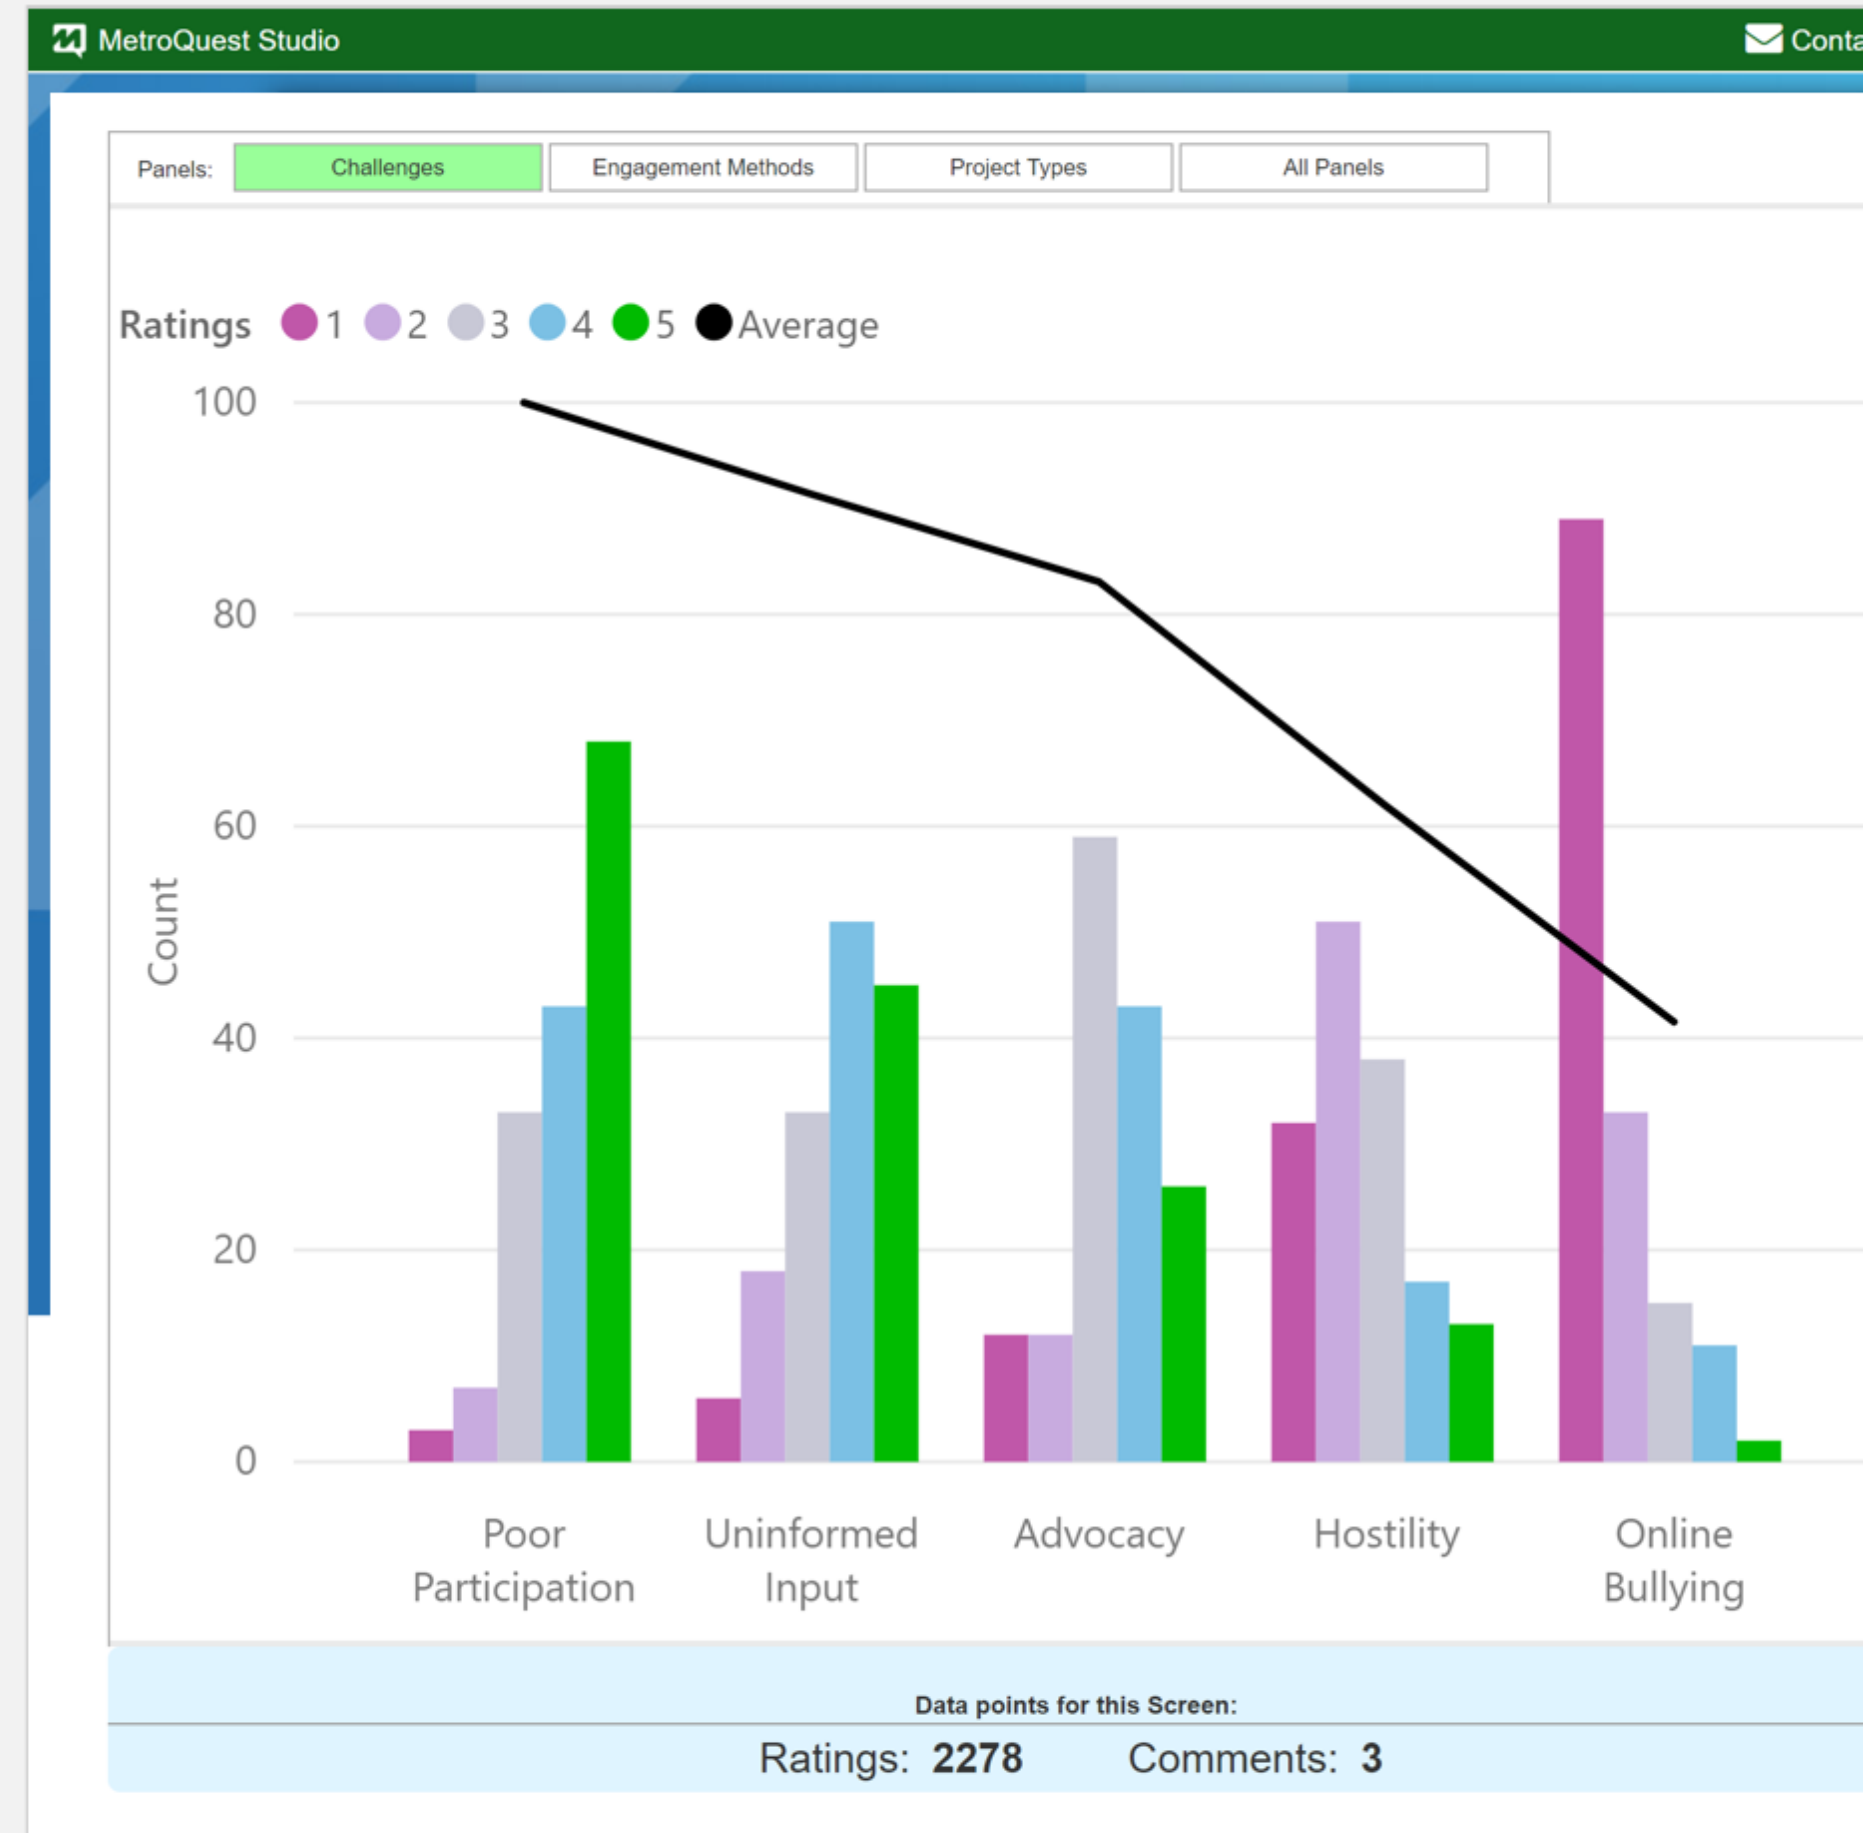 MetroQuest Studio
Conta
Panels: Challenges Engagement Methods Project Types All Panels
Ratings 1 2 3 4 5 Average
100
80
60
40
20
0
Count
Poor Participation
Uninformed Input
Advocacy
Hostility
Online Bullying
Data points for this Screen:
Ratings: 2278 Comments: 3